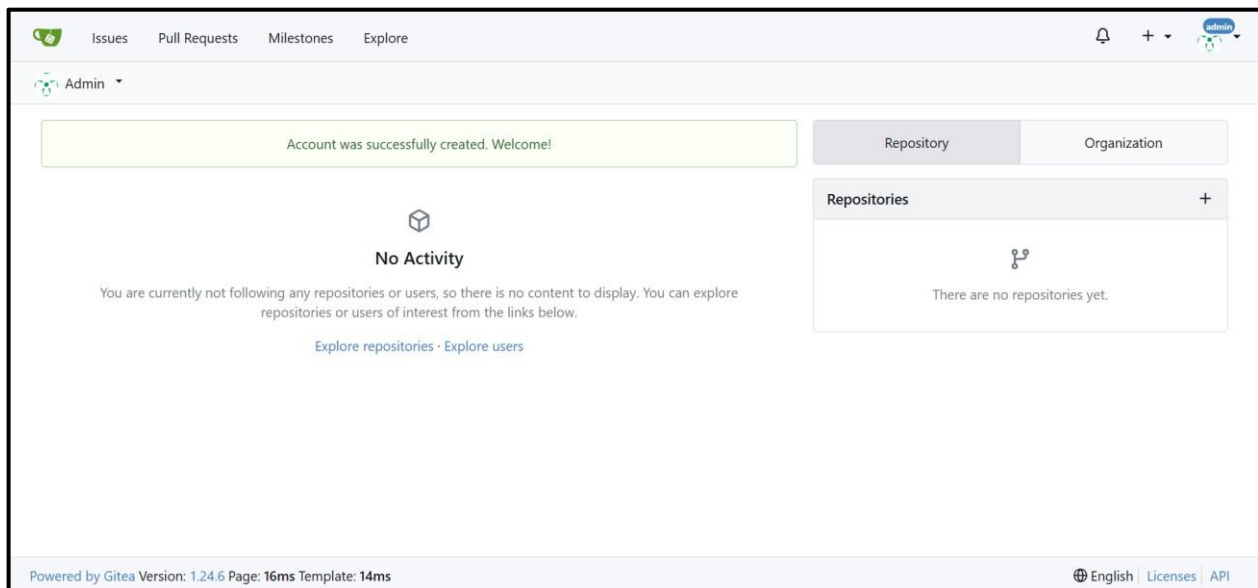 Issues Pull Requests Milestones Explore admin
Admin
Account was successfully created. Welcome!
No Activity
You are currently not following any repositories or users, so there is no content to display. You can explore
repositories or users of interest from the links below.
Explore repositories · Explore users
Repository Organization
Repositories
There are no repositories yet.
Powered by Gitea Version: 1.24.6 Page: 16ms Template: 14ms English Licenses API